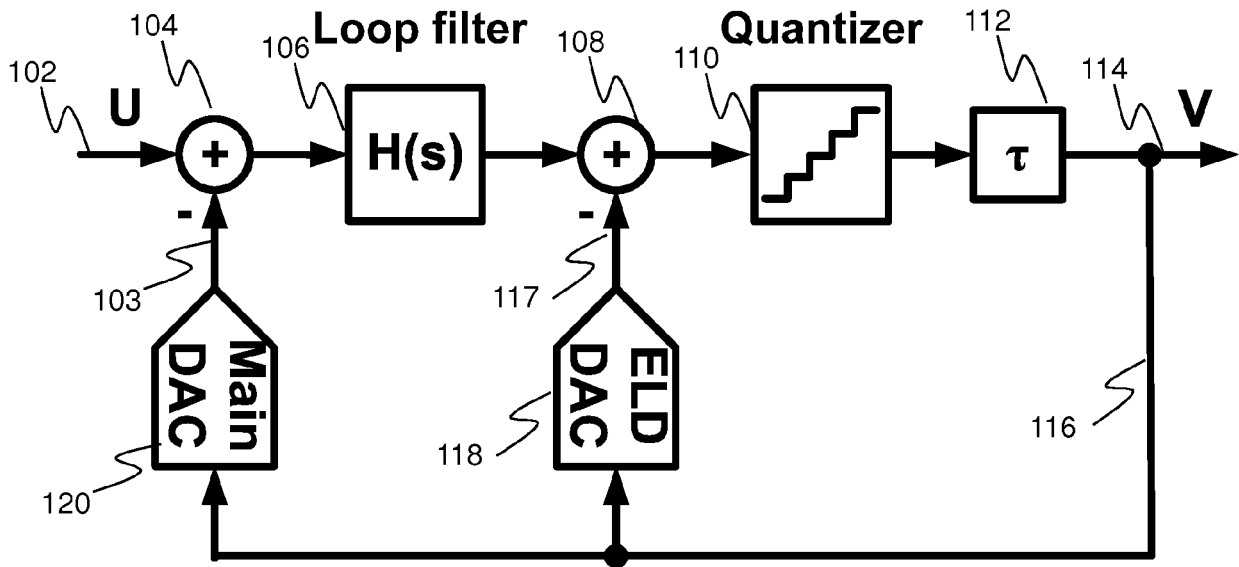 Loop filter
Quantizer
104
106
108
110
112
114
102
U
+
H(s)
+
τ
V
-
-
103
117
Main
DAC
ELD
DAC
116
118
120